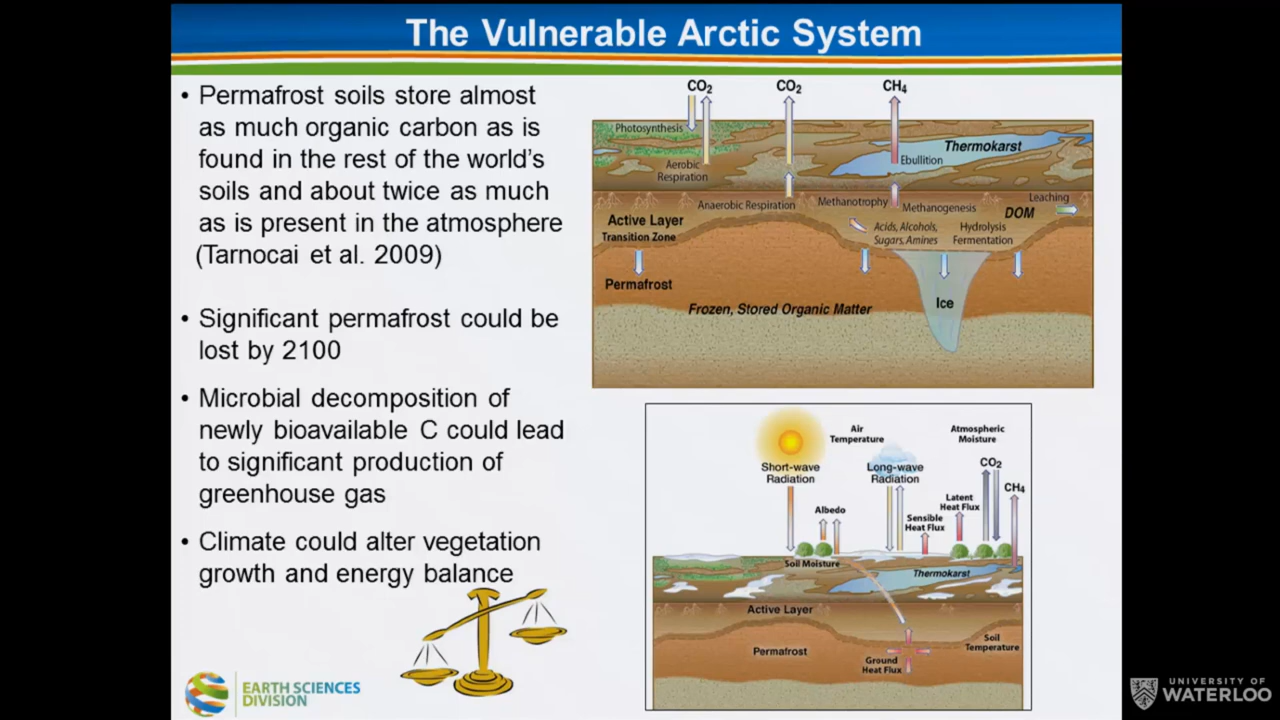 The Vulnerable Arctic System
• Permafrost soils store almost
as much organic carbon as is
found in the rest of the world's
soils and about twice as much
as is present in the atmosphere
(Tarnocai et al. 2009)
• Significant permafrost could be
lost by 2100
• Microbial decomposition of
newly bioavailable C could lead
to significant production of
greenhouse gas
• Climate could alter vegetation
growth and energy balance
CO₂
CO₂
CH₄
Photosynthesis
Aerobic
Respiration
Thermokarst
Ebullition
Anaerobic Respiration
Methanotrophy
Methanogenesis
Leaching
DOM
Active Layer
Transition Zone
Acids, Alcohols,
Sugars, Amines
Hydrolysis
Fermentation
Permafrost
Frozen, Stored Organic Matter
Ice
Air
Temperature
Atmospheric
Moisture
Short-wave
Radiation
Long-wave
Radiation
CO₂
CH₄
Albedo
Sensible
Heat Flux
Latent
Heat Flux
Soil Moisture
Thermokarst
Active Layer
Permafrost
Ground
Heat Flux
Soil
Temperature
EARTH SCIENCES
DIVISION
UNIVERSITY OF
WATERLOO